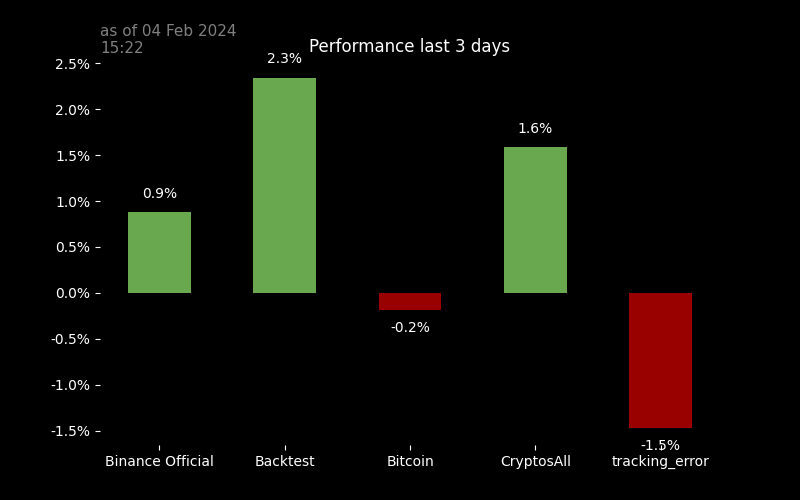 as of 04 Feb 2024
15:22
Performance last 3 days
2.5%
2.0%
1.5%
1.0%
0.5%
0.0%
-0.5%
-1.0%
-1.5%
0.9%
2.3%
-0.2%
1.6%
-1.5%
Binance Official
Backtest
Bitcoin
CryptosAll
tracking_error